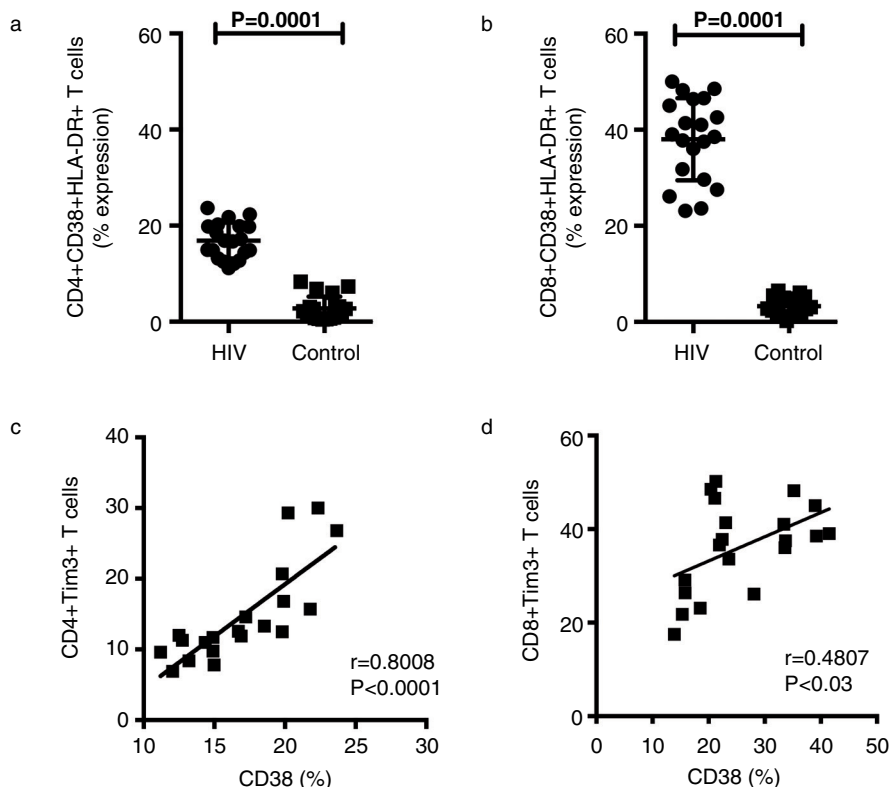 a
P=0.0001
CD4+CD38+HLA-DR+ T cells
(% expression)
60
40
20
0
HIV
Control
b
P=0.0001
CD8+CD38+HLA-DR+ T cells
(% expression)
60
40
20
0
HIV
Control
c
CD4+Tim3+ T cells
40
30
20
10
0
r=0.8008
P<0.0001
10
15
20
25
30
CD38 (%)
d
CD8+Tim3+ T cells
60
40
20
0
r=0.4807
P<0.03
0
10
20
30
40
50
CD38 (%)